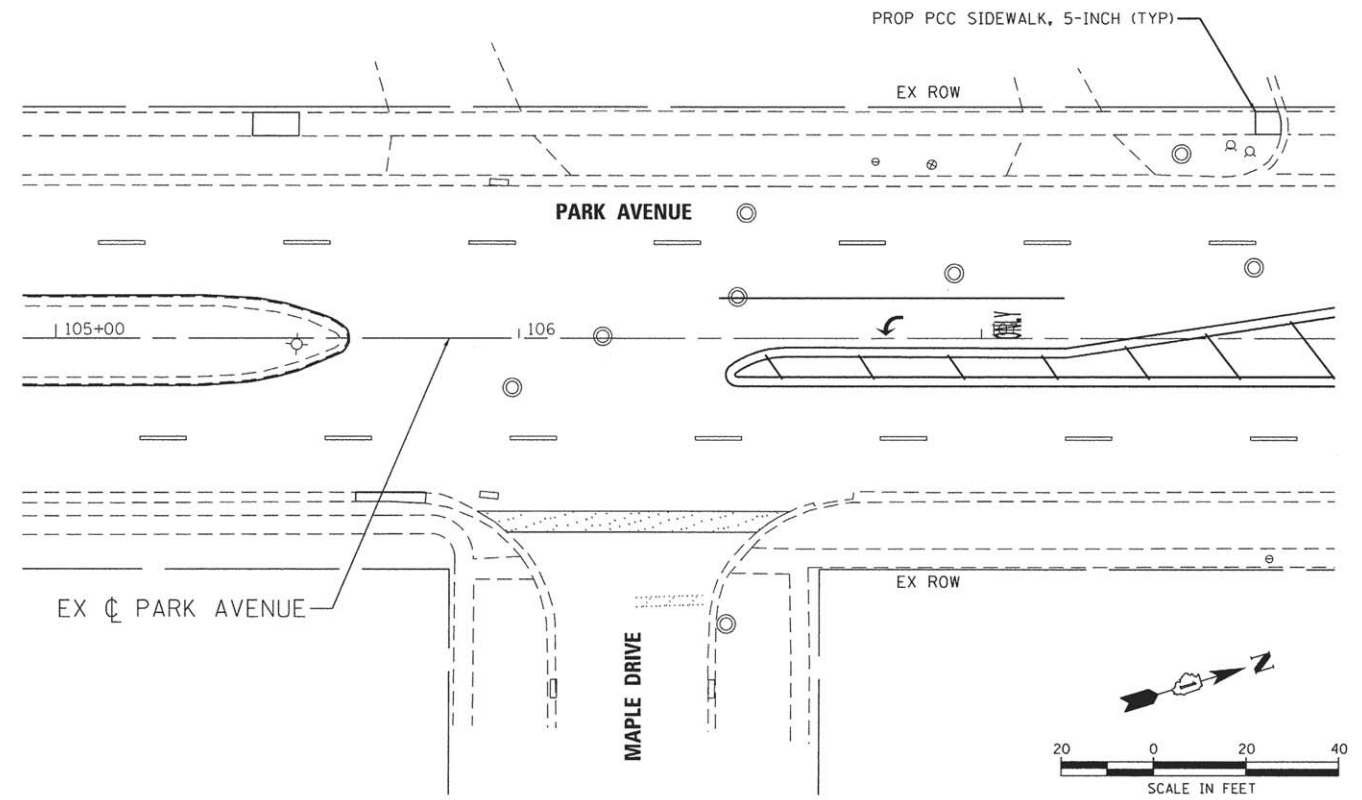 PROP PCC SIDEWALK, 5-INCH (TYP)
EX ROW
PARK AVENUE
105+00
106
EX ROW
EX ℄ PARK AVENUE
MAPLE DRIVE
N
20 0 20 40
SCALE IN FEET